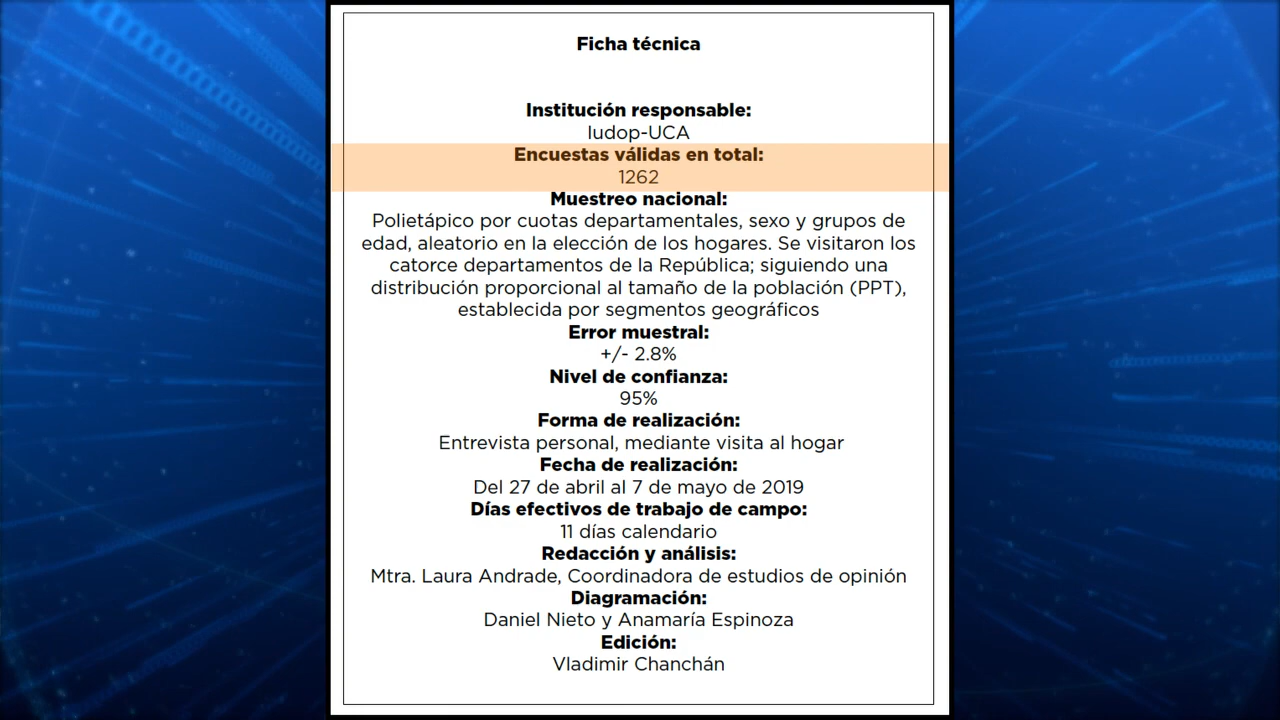 Ficha técnica
Institución responsable:
Iudop-UCA
Encuestas válidas en total:
1262
Muestreo nacional:
Polietápico por cuotas departamentales, sexo y grupos de
edad, aleatorio en la elección de los hogares. Se visitaron los
catorce departamentos de la República; siguiendo una
distribución proporcional al tamaño de la población (PPT),
establecida por segmentos geográficos
Error muestral:
+/- 2.8%
Nivel de confianza:
95%
Forma de realización:
Entrevista personal, mediante visita al hogar
Fecha de realización:
Del 27 de abril al 7 de mayo de 2019
Días efectivos de trabajo de campo:
11 días calendario
Redacción y análisis:
Mtra. Laura Andrade, Coordinadora de estudios de opinión
Diagramación:
Daniel Nieto y Anamaría Espinoza
Edición:
Vladimir Chanchán